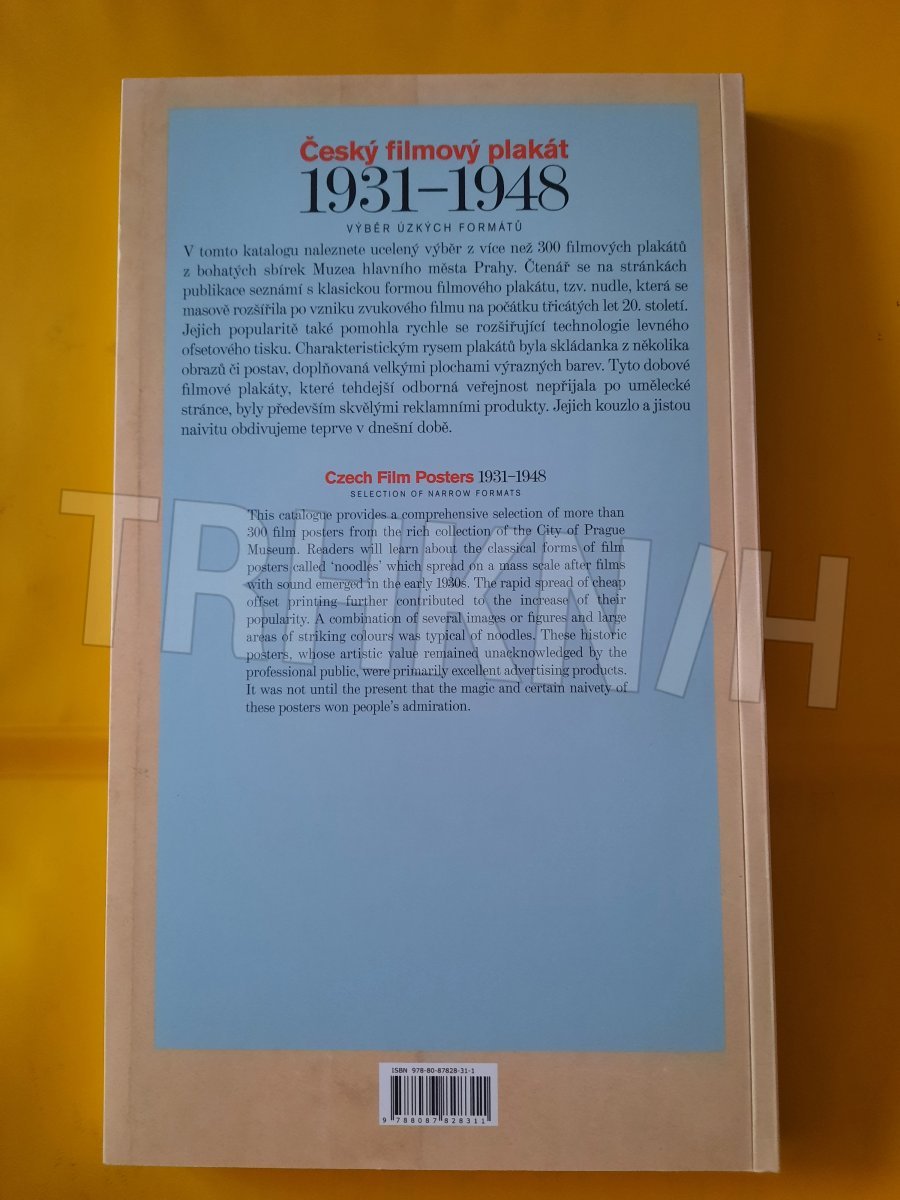 Český filmový plakát
1931–1948
VÝBĚR ÚZKÝCH FORMÁTŮ
V tomto katalogu naleznete ucelený výběr z více než 300 filmových plakátů
z bohatých sbírek Muzea hlavního města Prahy. Čtenář se na stránkách
publikace seznámí s klasickou formou filmového plakátu, tzv. nudle, která se
masově rozšířila po vzniku zvukového filmu na počátku třicátých let 20. století.
Jejich popularitě také pomohla rychle se rozšiřující technologie levného
ofsetového tisku. Charakteristickým rysem plakátů byla skládanka z několika
obrazů či postav, doplňovaná velkými plochami výrazných barev. Tyto dobové
filmové plakáty, které tehdejší odborná veřejnost nepřijala po umělecké
stránce, byly především skvělými reklamními produkty. Jejich kouzlo a jistou
naivitu obdivujeme teprve v dnešní době.
Czech Film Posters 1931–1948
SELECTION OF NARROW FORMATS
This catalogue provides a comprehensive selection of more than
300 film posters from the rich collection of the City of Prague
Museum. Readers will learn about the classical forms of film
posters called ‘noodles’ which spread on a mass scale after films
with sound emerged in the early 1930s. The rapid spread of cheap
offset printing further contributed to the increase of their
popularity. A combination of several images or figures and large
areas of striking colours was typical of noodles. These historic
posters, whose artistic value remained unacknowledged by the
professional public, were primarily excellent advertising products.
It was not until the present that the magic and certain naivety of
these posters won people’s admiration.
TRHKNIH
ISBN 978-80-87828-31-1
9 788087 828311